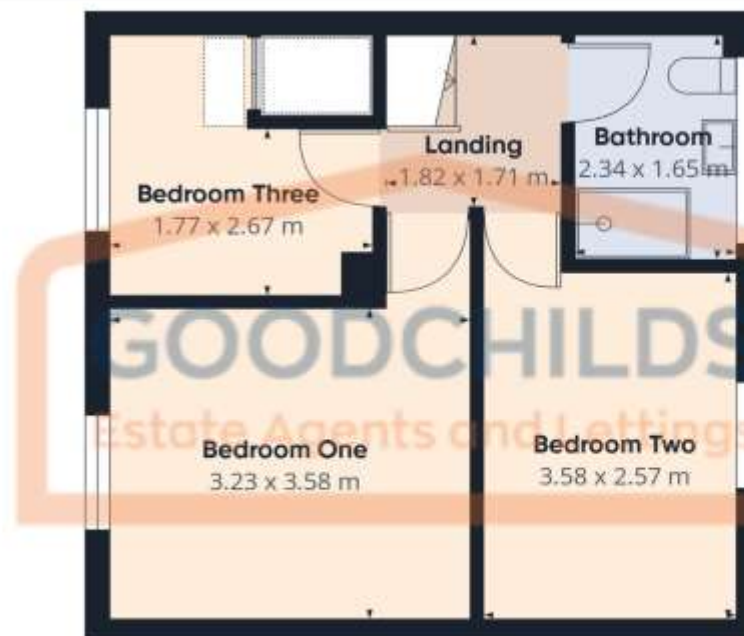 Landing
1.82 x 1.71 m
Bathroom
2.34 x 1.65 m
Bedroom Three
1.77 x 2.67 m
GOODCHILDS
Estate Agents and Lettings
Bedroom One
3.23 x 3.58 m
Bedroom Two
3.58 x 2.57 m